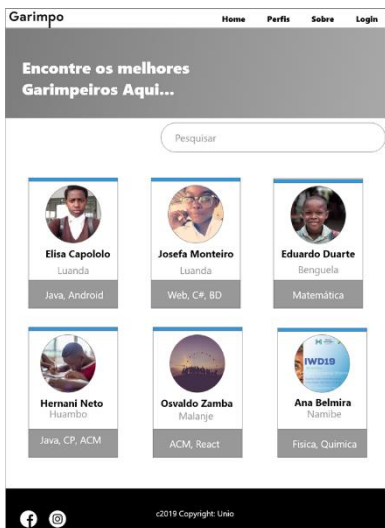 Garimpo
Home Perfis Sobre Login
Encontre os melhores
Garimpeiros Aqui...
Pesquisar
Elisa Capololo
Luanda
Java, Android
Josefa Monteiro
Luanda
Web, C#, BD
Eduardo Duarte
Benguela
Matemática
Hernani Neto
Huambo
Java, CP, ACM
Osvaldo Zamba
Malanje
ACM, React
IWD19
Ana Belmira
Namibe
Física, Quimica
c2019 Copyright: Unio